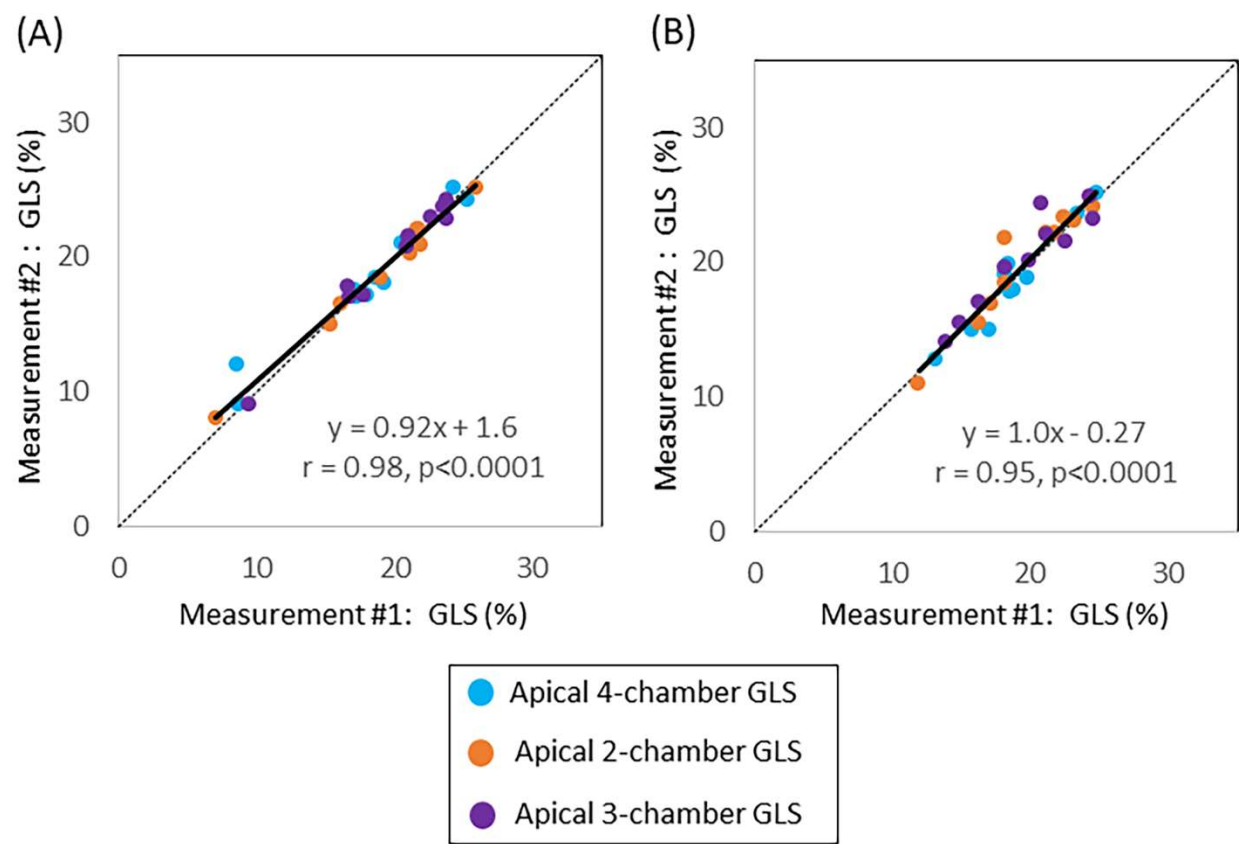 (A)
Measurement #2 : GLS (%)
30
20
10
0
y = 0.92x + 1.6
r = 0.98, p<0.0001
0 10 20 30
Measurement #1: GLS (%)
(B)
Measurement #2 : GLS (%)
30
20
10
0
y = 1.0x - 0.27
r = 0.95, p<0.0001
0 10 20 30
Measurement #1: GLS (%)
Apical 4-chamber GLS
Apical 2-chamber GLS
Apical 3-chamber GLS